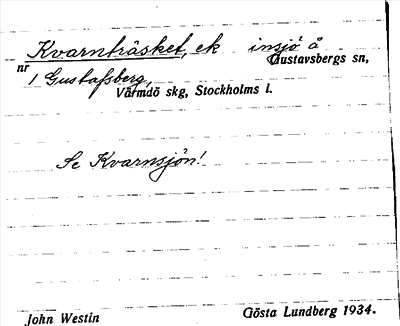 Kvarnträsket, ek insjö å
Gustavsbergs sn,
nr 1 Gustafsberg,
Värmdö skg, Stockholms l.
Se Kvarnsjön!
John Westin Gösta Lundberg 1934.